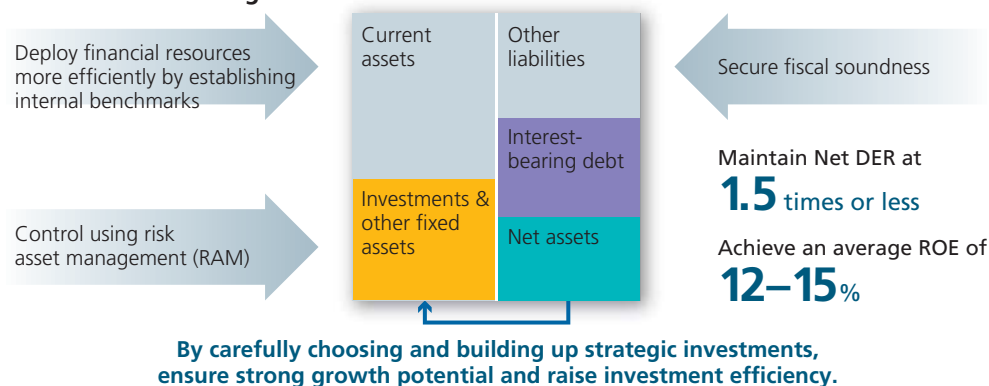 Deploy financial resources
more efficiently by establishing
internal benchmarks
Control using risk
asset management (RAM)
Current
assets
Investments &
other fixed
assets
Other
liabilities
Interest-
bearing debt
Net assets
Secure fiscal soundness
Maintain Net DER at
1.5 times or less
Achieve an average ROE of
12–15%
By carefully choosing and building up strategic investments,
ensure strong growth potential and raise investment efficiency.